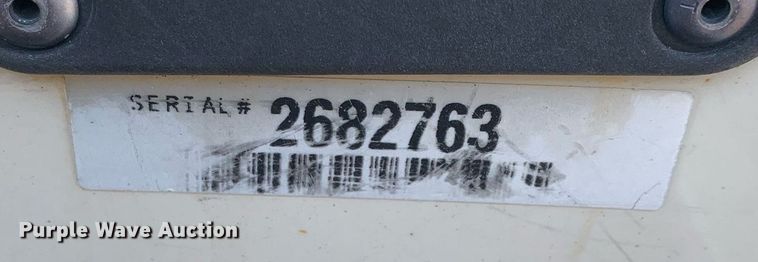 SERIAL# 2682763
Purple Wave Auction